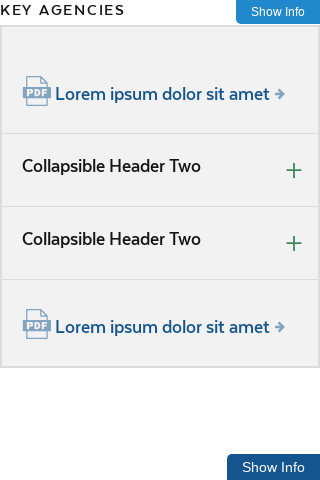 KEY AGENCIES
Show Info
PDF Lorem ipsum dolor sit amet
Collapsible Header Two
Collapsible Header Two
PDF Lorem ipsum dolor sit amet
Show Info